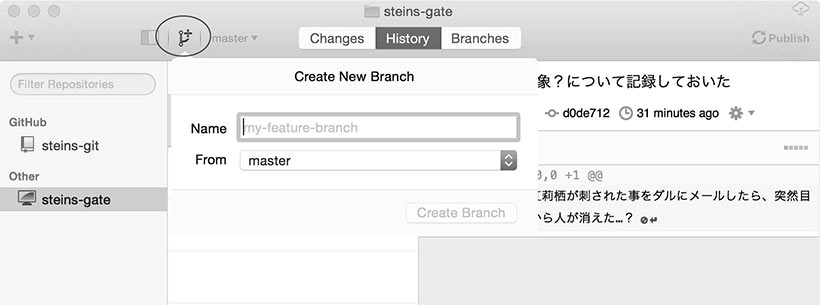 steins-gate
master
Changes
History
Branches
Publish
Filter Repositories
GitHub
steins-git
Other
steins-gate
Create New Branch
Name
my-feature-branch
From
master
Create Branch
象？について記録しておいた
d0de712
31 minutes ago
0,0 +1 @@
莉栖が刺された事をダルにメールしたら、突然目
から人が消えた…？